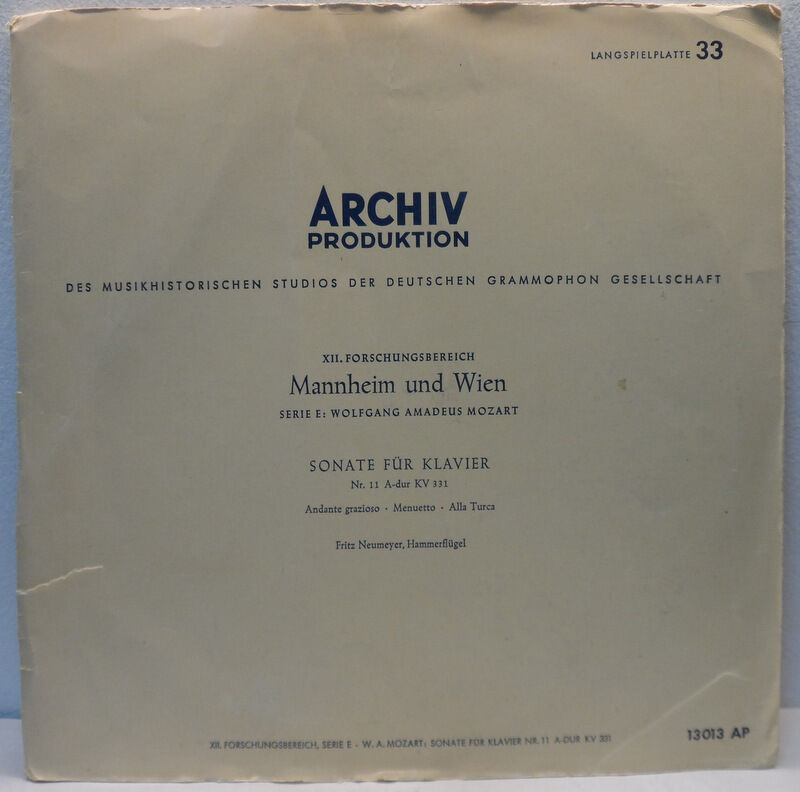 LANGSPIELPLATTE 33
ARCHIV
PRODUKTION
DES MUSIKHISTORISCHEN STUDIOS DER DEUTSCHEN GRAMMOPHON GESELLSCHAFT
XII. FORSCHUNGSBEREICH
Mannheim und Wien
SERIE E: WOLFGANG AMADEUS MOZART
SONATE FÜR KLAVIER
Nr. 11 A-dur KV 331
Andante grazioso · Menuetto · Alla Turca
Fritz Neumeyer, Hammerflügel
XII. FORSCHUNGSBEREICH, SERIE E - W. A. MOZART: SONATE FÜR KLAVIER NR. 11 A-DUR KV 331
13013 AP